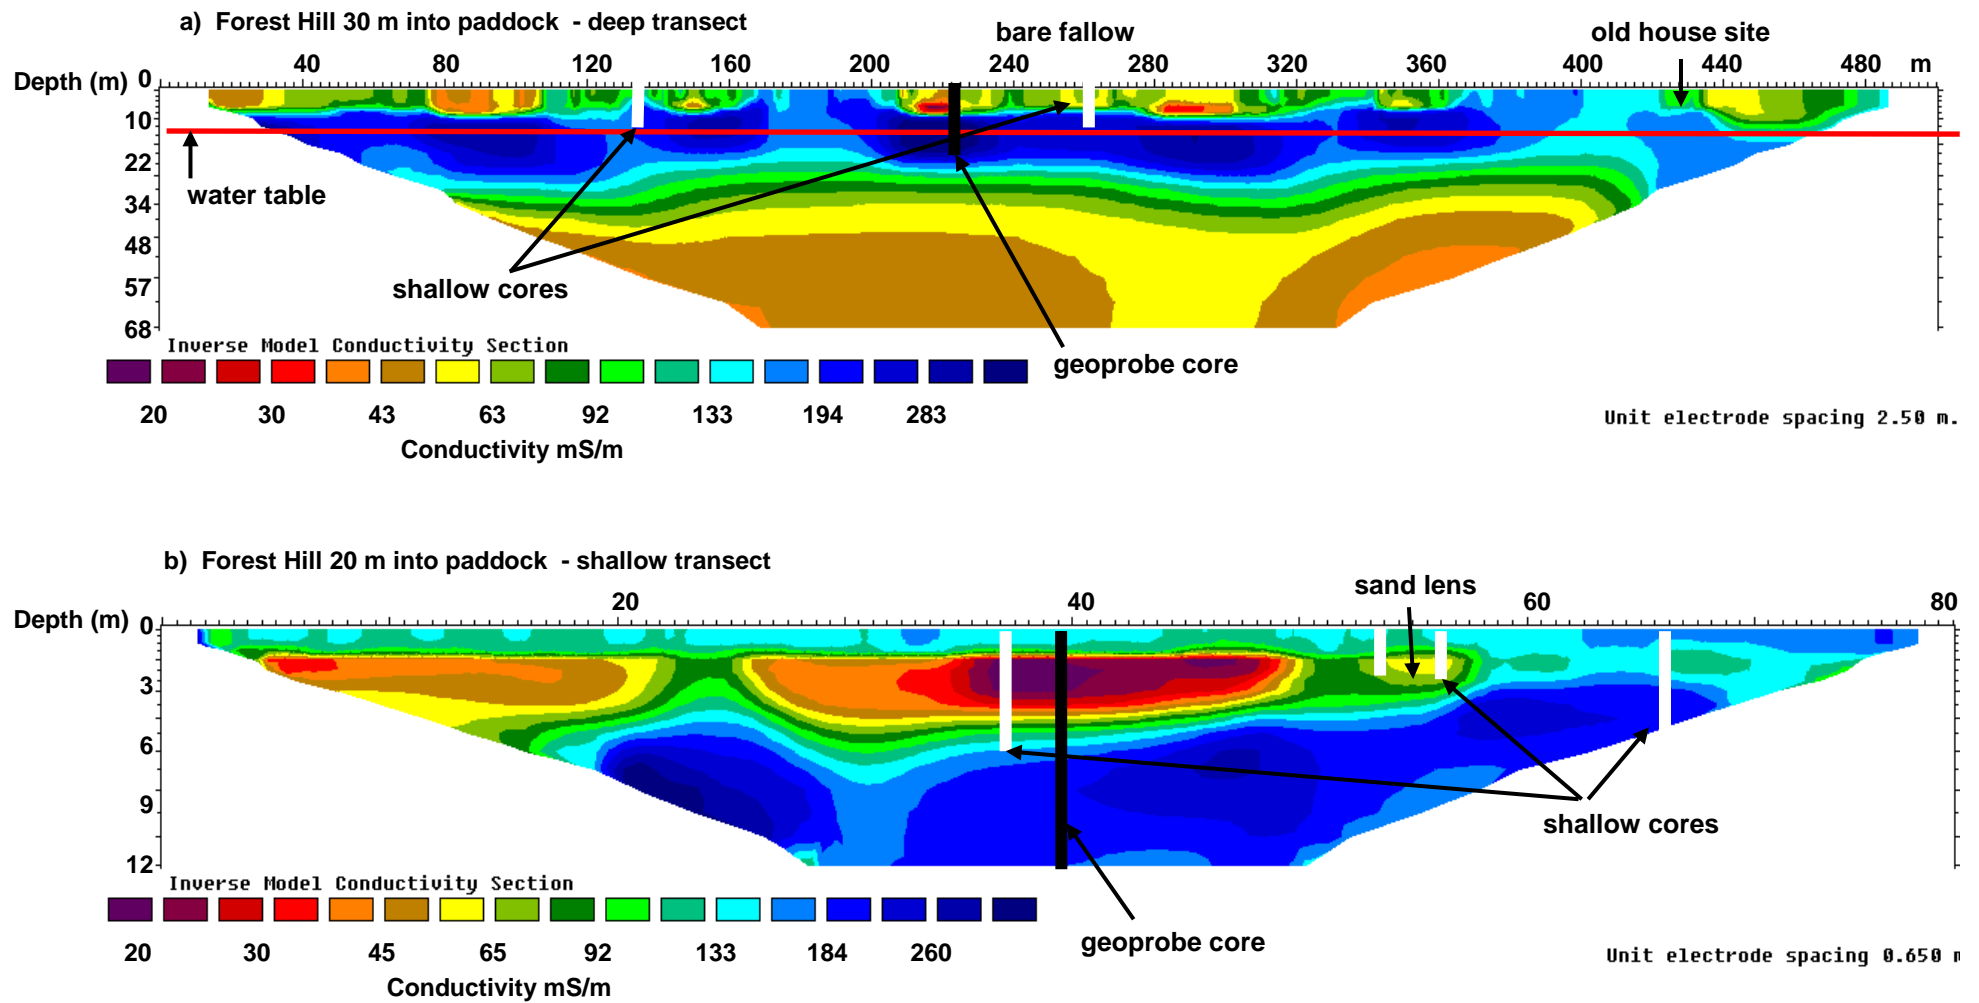 a) Forest Hill 30 m into paddock - deep transect
bare fallow
old house site
Depth (m) 0 40 80 120 160 200 240 280 320 360 400 440 480 m
10
22
34
48
57
68
water table
shallow cores
geoprobe core
Inverse Model Conductivity Section
20 30 43 63 92 133 194 283
Conductivity mS/m
Unit electrode spacing 2.50 m.
b) Forest Hill 20 m into paddock - shallow transect
sand lens
20 40 60 80
Depth (m) 0
3
6
9
12
shallow cores
geoprobe core
Inverse Model Conductivity Section
20 30 45 65 92 133 184 260
Conductivity mS/m
Unit electrode spacing 0.650